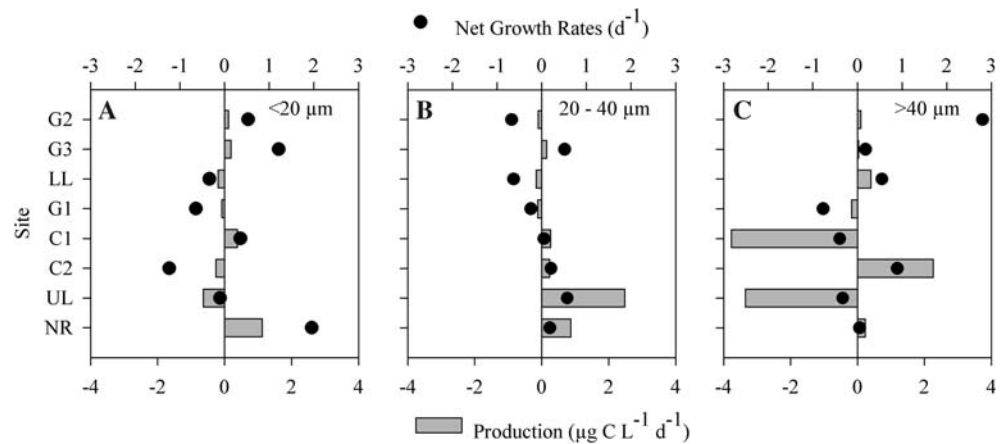 Net Growth Rates (d⁻¹)
-3 -2 -1 0 1 2 3 -3 -2 -1 0 1 2 3 -3 -2 -1 0 1 2 3
A <20 µm B 20 - 40 µm C >40 µm
G2
G3
LL
G1
C1
C2
UL
NR
Site
-4 -2 0 2 4 -4 -2 0 2 4 -4 -2 0 2 4
Production (µg C L⁻¹ d⁻¹)